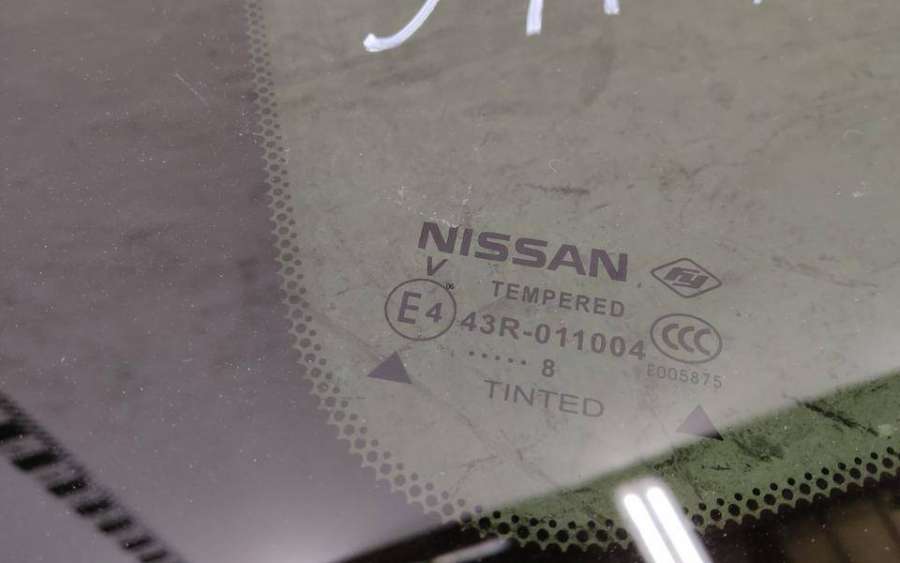 NISSAN
V
TEMPERED
E4 43R-011004
CCC
..... 8
E005875
TINTED